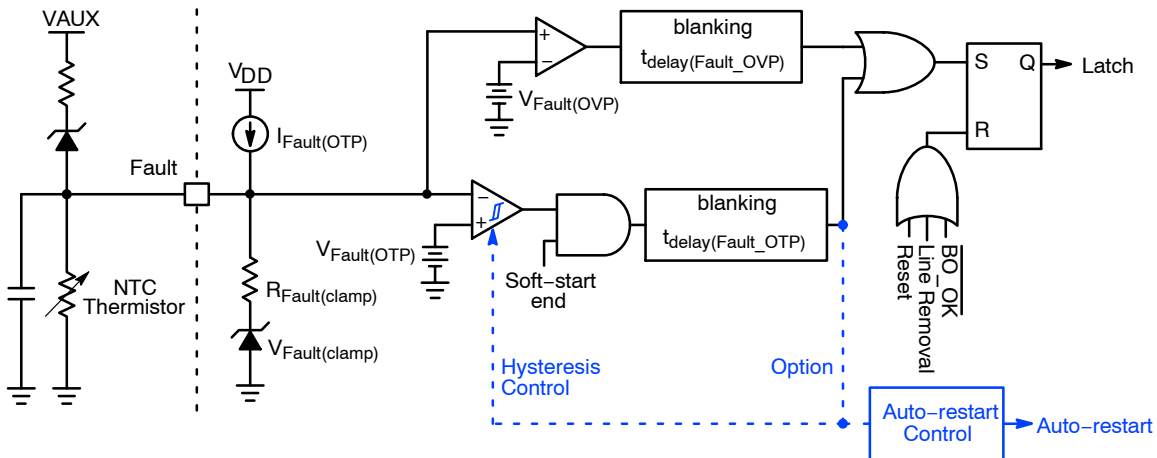 VAUX
VDD
IFault(OTP)
Fault
NTC
Thermistor
RFault(clamp)
VFault(clamp)
+
−
VFault(OVP)
blanking
tdelay(Fault_OVP)
−
+
VFault(OTP)
Soft−start
end
blanking
tdelay(Fault_OTP)
S
Q
R
Latch
Reset
Line Removal
BO_OK
Hysteresis
Control
Option
Auto−restart
Control
Auto−restart